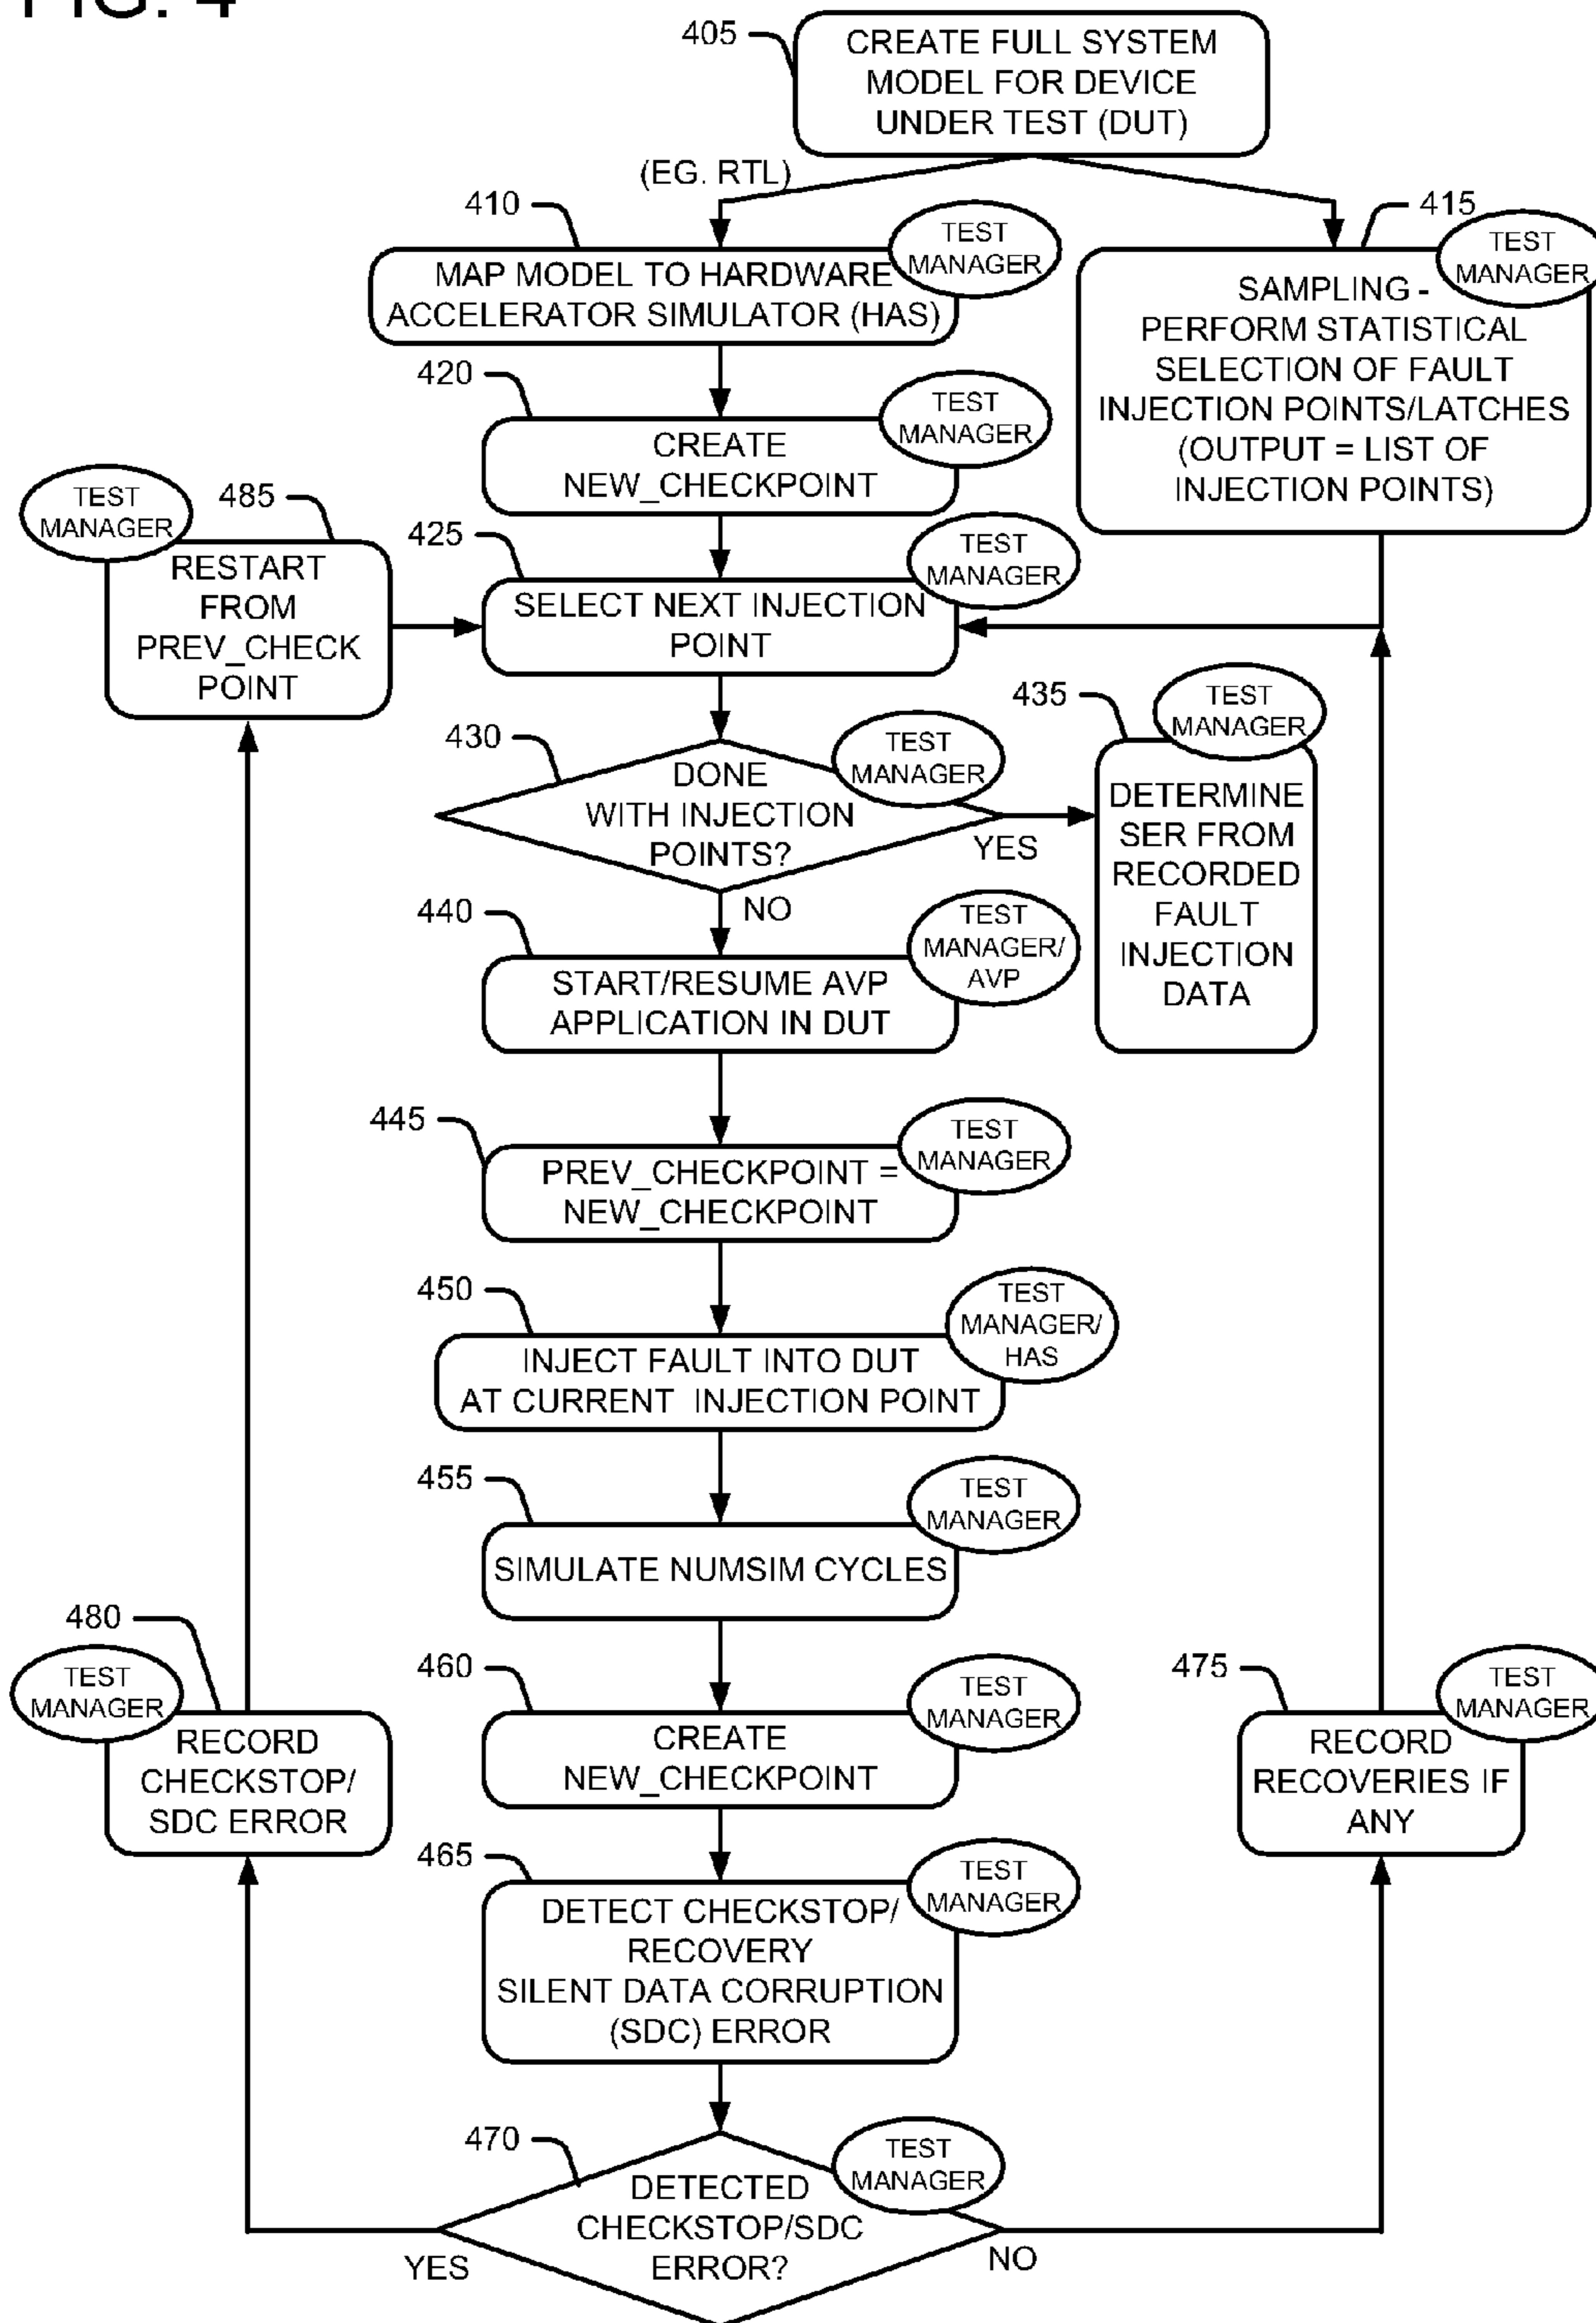 FIG. 4
405
CREATE FULL SYSTEM
MODEL FOR DEVICE
UNDER TEST (DUT)
(EG. RTL)
410
TEST
MANAGER
MAP MODEL TO HARDWARE
ACCELERATOR SIMULATOR (HAS)
415
TEST
MANAGER
SAMPLING -
PERFORM STATISTICAL
SELECTION OF FAULT
INJECTION POINTS/LATCHES
(OUTPUT = LIST OF
INJECTION POINTS)
420
TEST
MANAGER
CREATE
NEW_CHECKPOINT
TEST
MANAGER
485
RESTART
FROM
PREV_CHECK
POINT
425
TEST
MANAGER
SELECT NEXT INJECTION
POINT
430
TEST
MANAGER
DONE
WITH INJECTION
POINTS?
YES
NO
435
TEST
MANAGER
DETERMINE
SER FROM
RECORDED
FAULT
INJECTION
DATA
440
TEST
MANAGER/
AVP
START/RESUME AVP
APPLICATION IN DUT
445
TEST
MANAGER
PREV_CHECKPOINT =
NEW_CHECKPOINT
450
TEST
MANAGER/
HAS
INJECT FAULT INTO DUT
AT CURRENT INJECTION POINT
455
TEST
MANAGER
SIMULATE NUMSIM CYCLES
460
TEST
MANAGER
CREATE
NEW_CHECKPOINT
480
TEST
MANAGER
RECORD
CHECKSTOP/
SDC ERROR
475
TEST
MANAGER
RECORD
RECOVERIES IF
ANY
465
TEST
MANAGER
DETECT CHECKSTOP/
RECOVERY
SILENT DATA CORRUPTION
(SDC) ERROR
470
TEST
MANAGER
DETECTED
CHECKSTOP/SDC
ERROR?
YES
NO